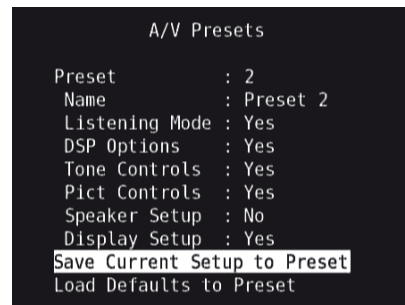 A/V Presets
Preset : 2
Name : Preset 2
Listening Mode : Yes
DSP Options : Yes
Tone Controls : Yes
Pict Controls : Yes
Speaker Setup : No
Display Setup : Yes
Save Current Setup to Preset
Load Defaults to Preset